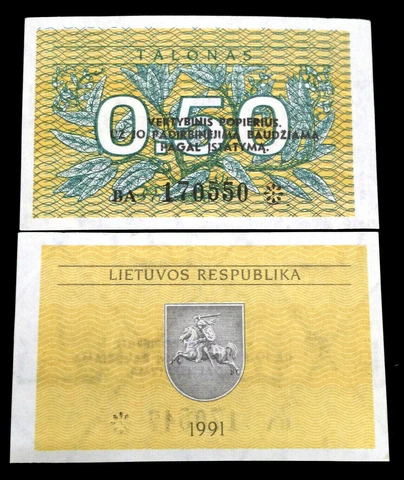 TALONAS
0.50
VERTYBINIS POPIERIUS.
UŽ JO PADIRBINĖJIMĄ BAUDŽIAMA
PAGAL ĮSTATYMĄ.
BA 170550
LIETUVOS RESPUBLIKA
1991